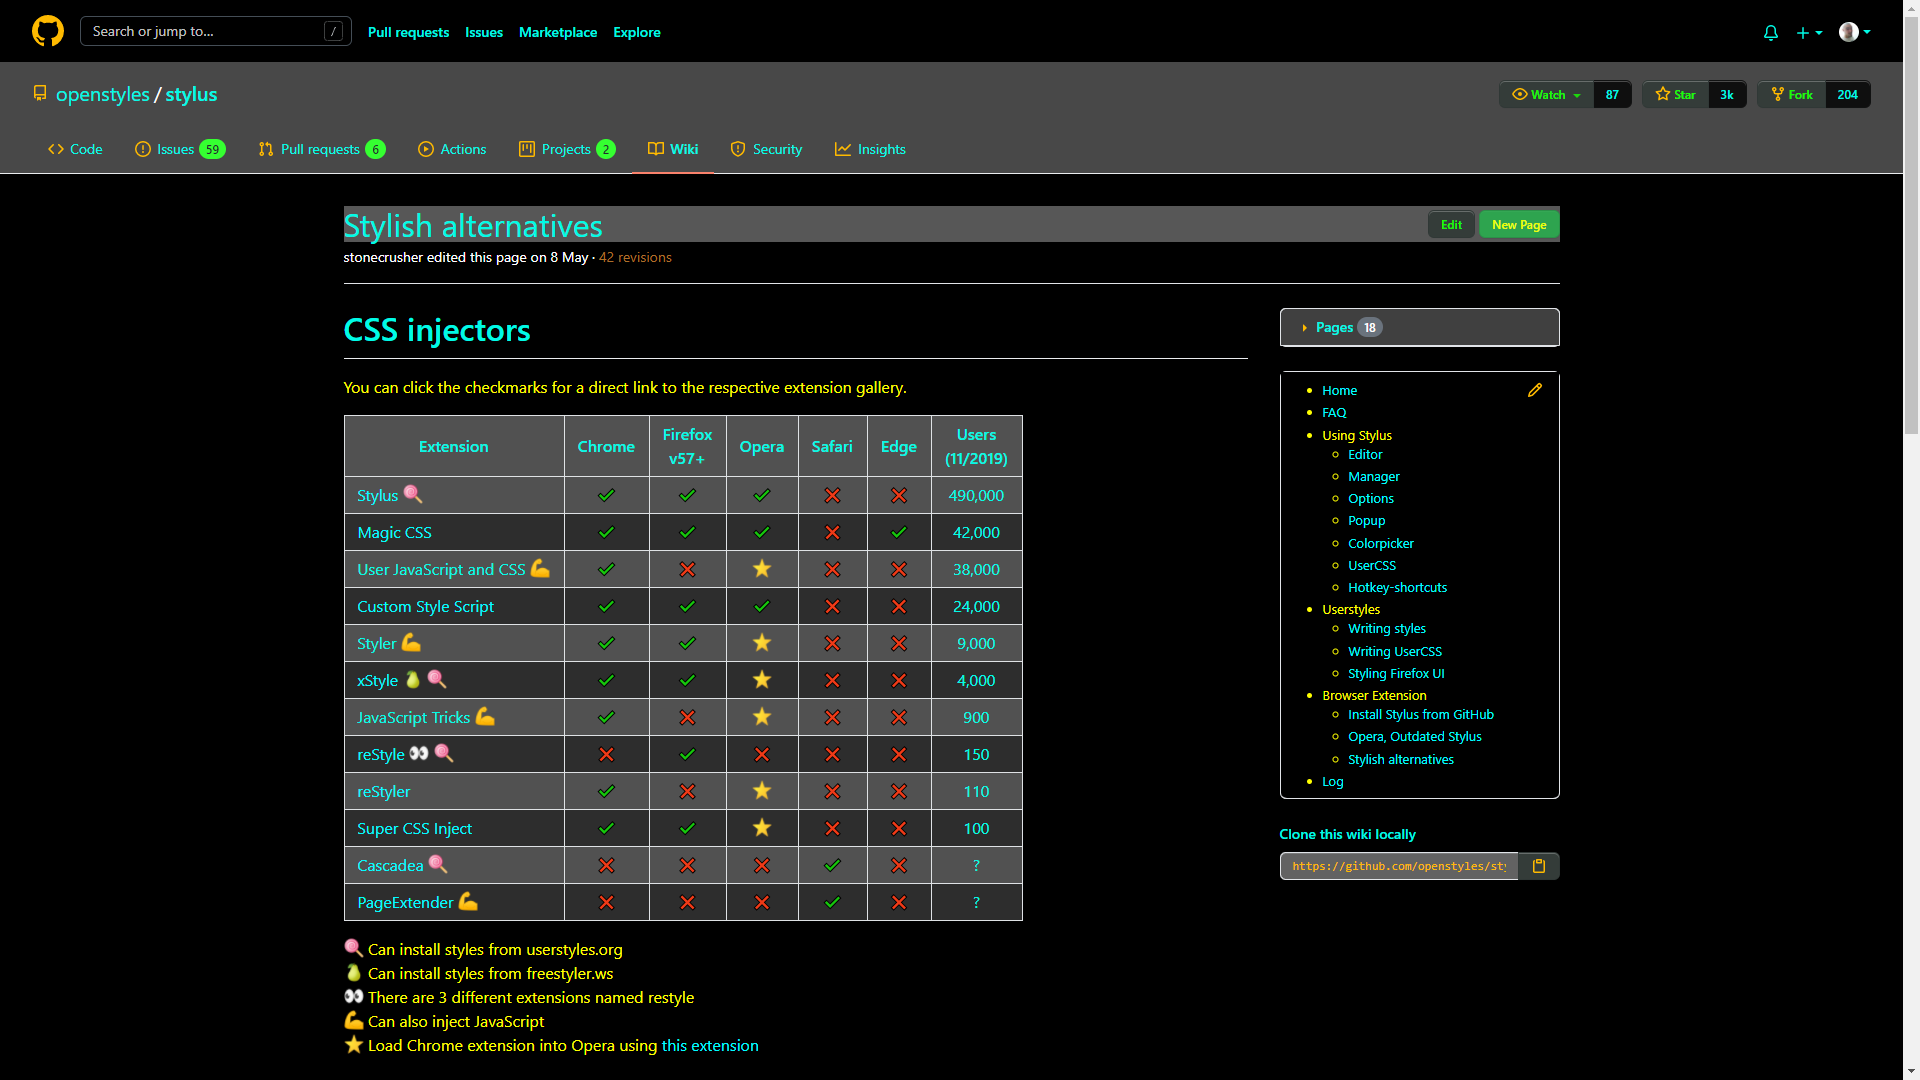 Search or jump to... /
Pull requests Issues Marketplace Explore
openstyles / stylus
Watch 87 Star 3k Fork 204
Code Issues 59 Pull requests 6 Actions Projects 2 Wiki Security Insights
Stylish alternatives
Edit New Page
stonecrusher edited this page on 8 May · 42 revisions
CSS injectors
You can click the checkmarks for a direct link to the respective extension gallery.
Extension Chrome Firefox v57+ Opera Safari Edge Users (11/2019)
Stylus 🍭 ✔ ✔ ✔ ❌ ❌ 490,000
Magic CSS ✔ ✔ ✔ ❌ ✔ 42,000
User JavaScript and CSS 💪 ✔ ❌ ⭐ ❌ ❌ 38,000
Custom Style Script ✔ ✔ ✔ ❌ ❌ 24,000
Styler 💪 ✔ ✔ ⭐ ❌ ❌ 9,000
xStyle 🍐 🍭 ✔ ✔ ⭐ ❌ ❌ 4,000
JavaScript Tricks 💪 ✔ ❌ ⭐ ❌ ❌ 900
reStyle 👀 🍭 ❌ ✔ ❌ ❌ ❌ 150
reStyler ✔ ❌ ⭐ ❌ ❌ 110
Super CSS Inject ✔ ✔ ⭐ ❌ ❌ 100
Cascadea 🍭 ❌ ❌ ❌ ✔ ❌ ?
PageExtender 💪 ❌ ❌ ❌ ✔ ❌ ?
🍭 Can install styles from userstyles.org
🍐 Can install styles from freestyler.ws
👀 There are 3 different extensions named restyle
💪 Can also inject JavaScript
⭐ Load Chrome extension into Opera using this extension
Pages 18
Home
FAQ
Using Stylus
Editor
Manager
Options
Popup
Colorpicker
UserCSS
Hotkey-shortcuts
Userstyles
Writing styles
Writing UserCSS
Styling Firefox UI
Browser Extension
Install Stylus from GitHub
Opera, Outdated Stylus
Stylish alternatives
Log
Clone this wiki locally
https://github.com/openstyles/sty